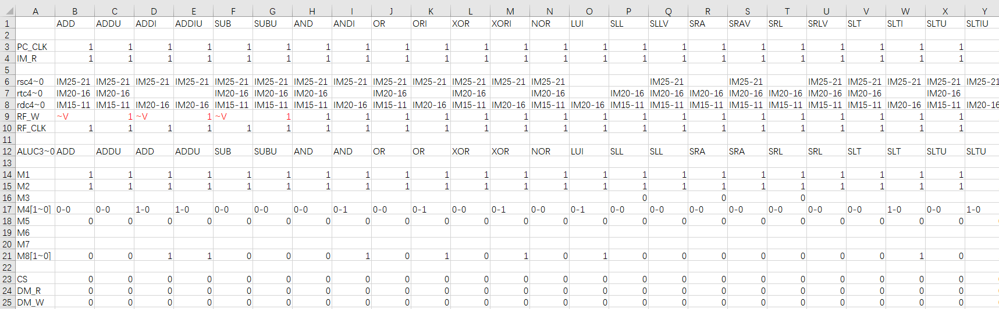 A B C D E F G H I J K L M N O P Q R S T U V W X Y
1 ADD ADDU ADDI ADDIU SUB SUBU AND ANDI OR ORI XOR XORI NOR LUI SLL SLLV SRA SRAV SRL SRLV SLT SLTI SLTU SLTIU
2
3 PC_CLK 1 1 1 1 1 1 1 1 1 1 1 1 1 1 1 1 1 1 1 1 1 1 1
4 IM_R 1 1 1 1 1 1 1 1 1 1 1 1 1 1 1 1 1 1 1 1 1 1 1
5
6 rsc4~0 IM25-21 IM25-21 IM25-21 IM25-21 IM25-21 IM25-21 IM25-21 IM25-21 IM25-21 IM25-21 IM25-21 IM25-21 IM25-21 IM25-21 IM25-21 IM25-21 IM25-21 IM25-21 IM25-21 IM25-21
7 rtc4~0 IM20-16 IM20-16 IM20-16 IM20-16 IM20-16 IM20-16 IM20-16 IM20-16 IM20-16 IM20-16 IM20-16 IM20-16 IM20-16 IM20-16 IM20-16 IM20-16
8 rdc4~0 IM15-11 IM15-11 IM20-16 IM20-16 IM15-11 IM15-11 IM15-11 IM20-16 IM15-11 IM20-16 IM15-11 IM20-16 IM15-11 IM20-16 IM15-11 IM15-11 IM15-11 IM15-11 IM15-11 IM15-11 IM15-11 IM20-16 IM15-11 IM20-16
9 RF_W ~V 1 ~V 1 ~V 1 1 1 1 1 1 1 1 1 1 1 1 1 1 1 1 1 1
10 RF_CLK 1 1 1 1 1 1 1 1 1 1 1 1 1 1 1 1 1 1 1 1 1 1 1
11
12 ALUC3~0 ADD ADDU ADD ADDU SUB SUBU AND AND OR OR XOR XOR NOR LUI SLL SLL SRA SRA SRL SRL SLT SLT SLTU SLTU
13
14 M1 1 1 1 1 1 1 1 1 1 1 1 1 1 1 1 1 1 1 1 1 1 1 1
15 M2 1 1 1 1 1 1 1 1 1 1 1 1 1 1 1 1 1 1 1 1 1 1 1
16 M3 0 0 0
17 M4[1~0] 0-0 0-0 1-0 1-0 0-0 0-0 0-0 0-1 0-0 0-1 0-0 0-1 0-0 0-1 0-0 0-0 0-0 0-0 0-0 0-0 0-0 1-0 0-0 1-0
18 M5 0 0 0 0 0 0 0 0 0 0 0 0 0 0 0 0 0 0 0 0 0 0 0
19 M6
20 M7
21 M8[1~0] 0 0 1 1 0 0 0 1 0 1 0 1 0 1 0 0 0 0 0 0 0 1 0
22
23 CS 0 0 0 0 0 0 0 0 0 0 0 0 0 0 0 0 0 0 0 0 0 0 0
24 DM_R 0 0 0 0 0 0 0 0 0 0 0 0 0 0 0 0 0 0 0 0 0 0 0
25 DM_W 0 0 0 0 0 0 0 0 0 0 0 0 0 0 0 0 0 0 0 0 0 0 0